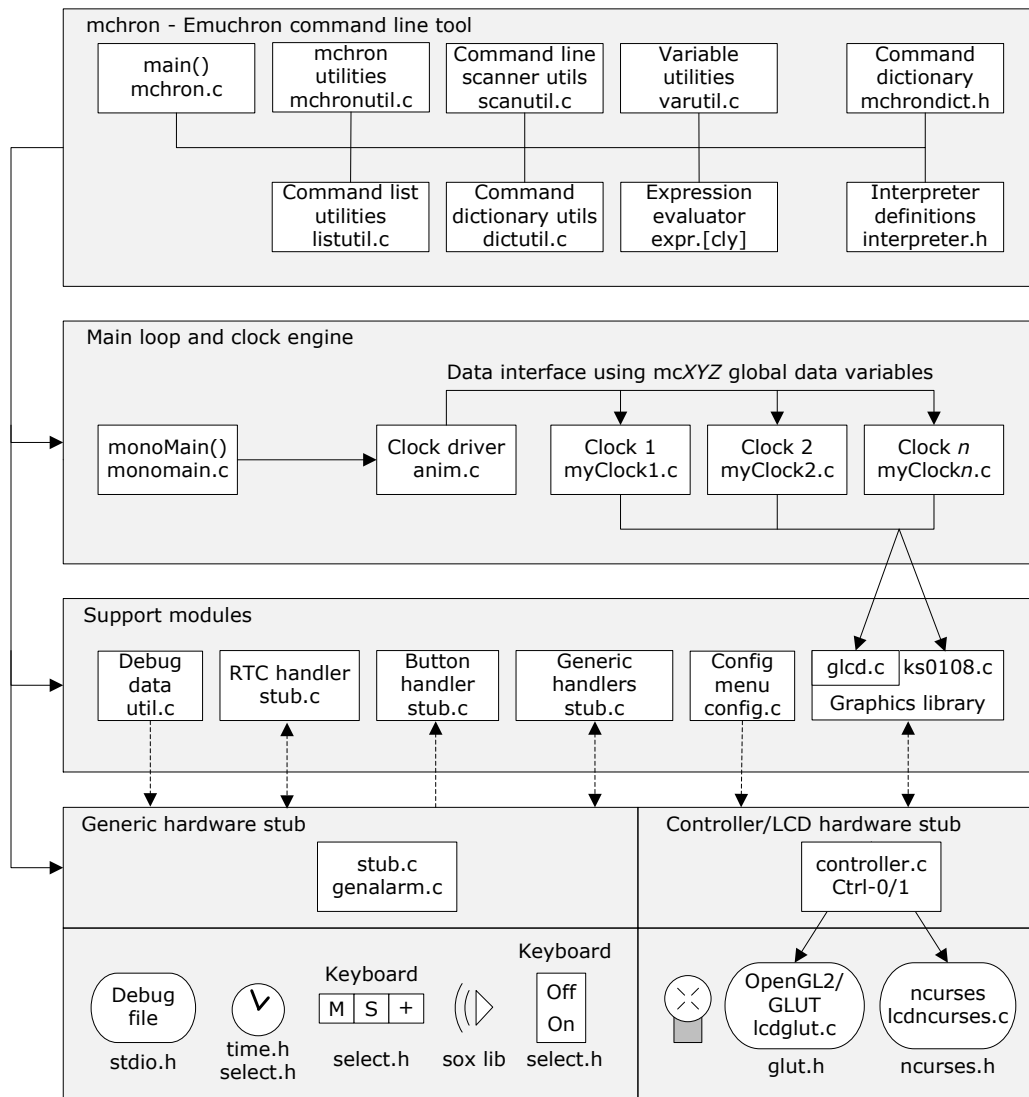 mchron - Emuchron command line tool
main()
mchron.c
mchron
utilities
mchronutil.c
Command line
scanner utils
scanutil.c
Variable
utilities
varutil.c
Command
dictionary
mchrondict.h
Command list
utilities
listutil.c
Command
dictionary utils
dictutil.c
Expression
evaluator
expr.[cly]
Interpreter
definitions
interpreter.h
Main loop and clock engine
Data interface using mcXYZ global data variables
monoMain()
monomain.c
Clock driver
anim.c
Clock 1
myClock1.c
Clock 2
myClock2.c
Clock n
myClockn.c
Support modules
Debug
data
util.c
RTC handler
stub.c
Button
handler
stub.c
Generic
handlers
stub.c
Config
menu
config.c
glcd.c
ks0108.c
Graphics library
Generic hardware stub
stub.c
genalarm.c
Controller/LCD hardware stub
controller.c
Ctrl-0/1
Debug
file
stdio.h
time.h
select.h
Keyboard
M S +
select.h
sox lib
Keyboard
Off
On
select.h
OpenGL2/
GLUT
lcdglut.c
glut.h
ncurses
lcdncurses.c
ncurses.h